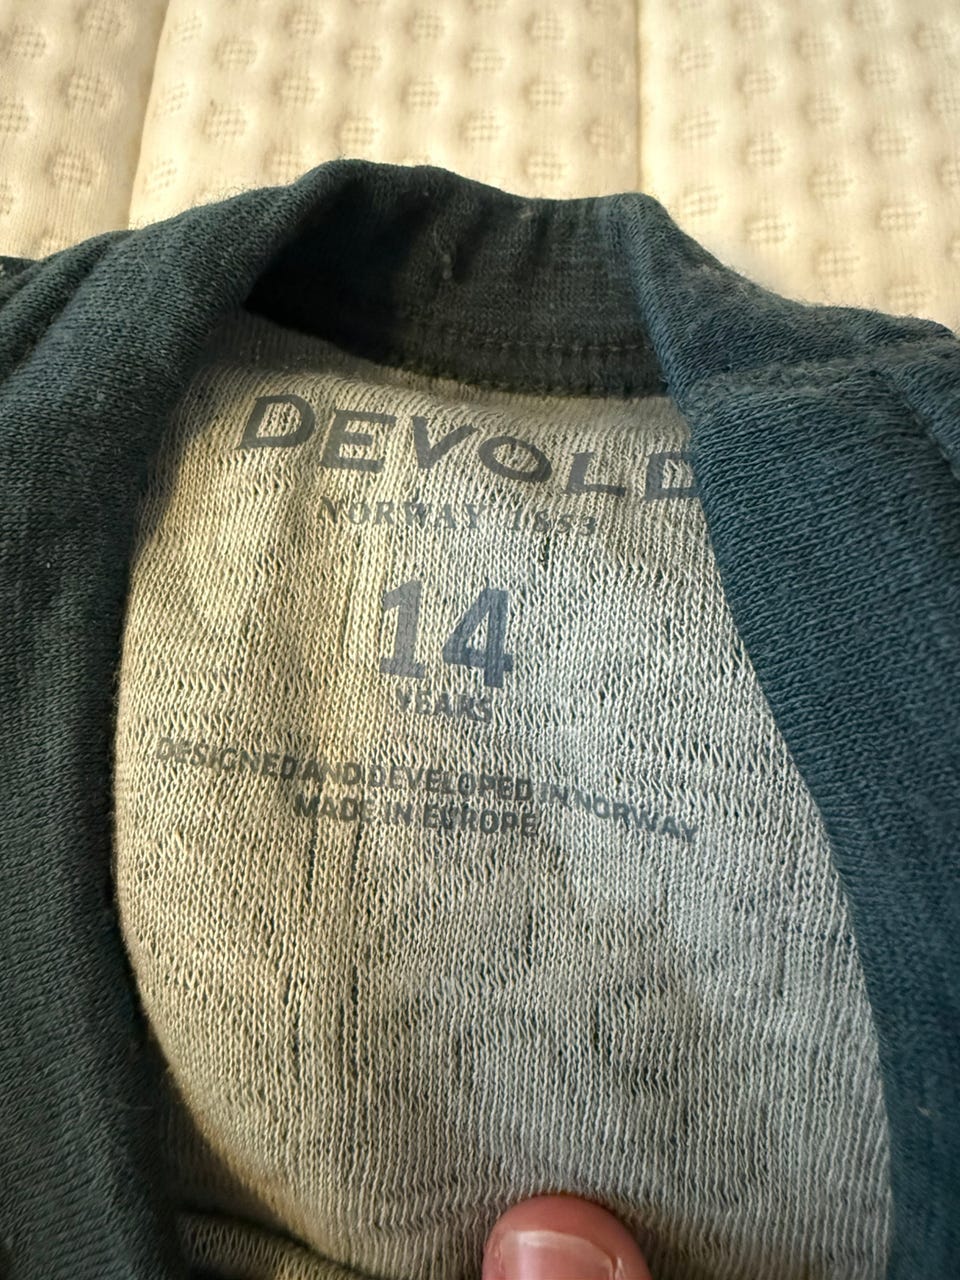 DEVOLD
NORWAY 1853
14
YEARS
DESIGNED AND DEVELOPED IN NORWAY
MADE IN EUROPE